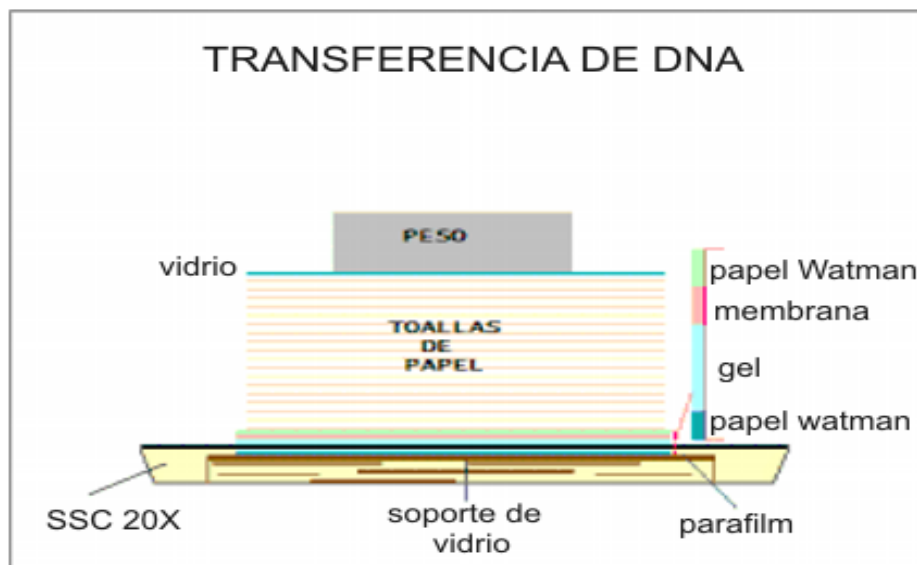 TRANSFERENCIA DE DNA
PESO
vidrio
papel Watman
membrana
TOALLAS
DE
PAPEL
gel
papel watman
SSC 20X
soporte de
vidrio
parafilm